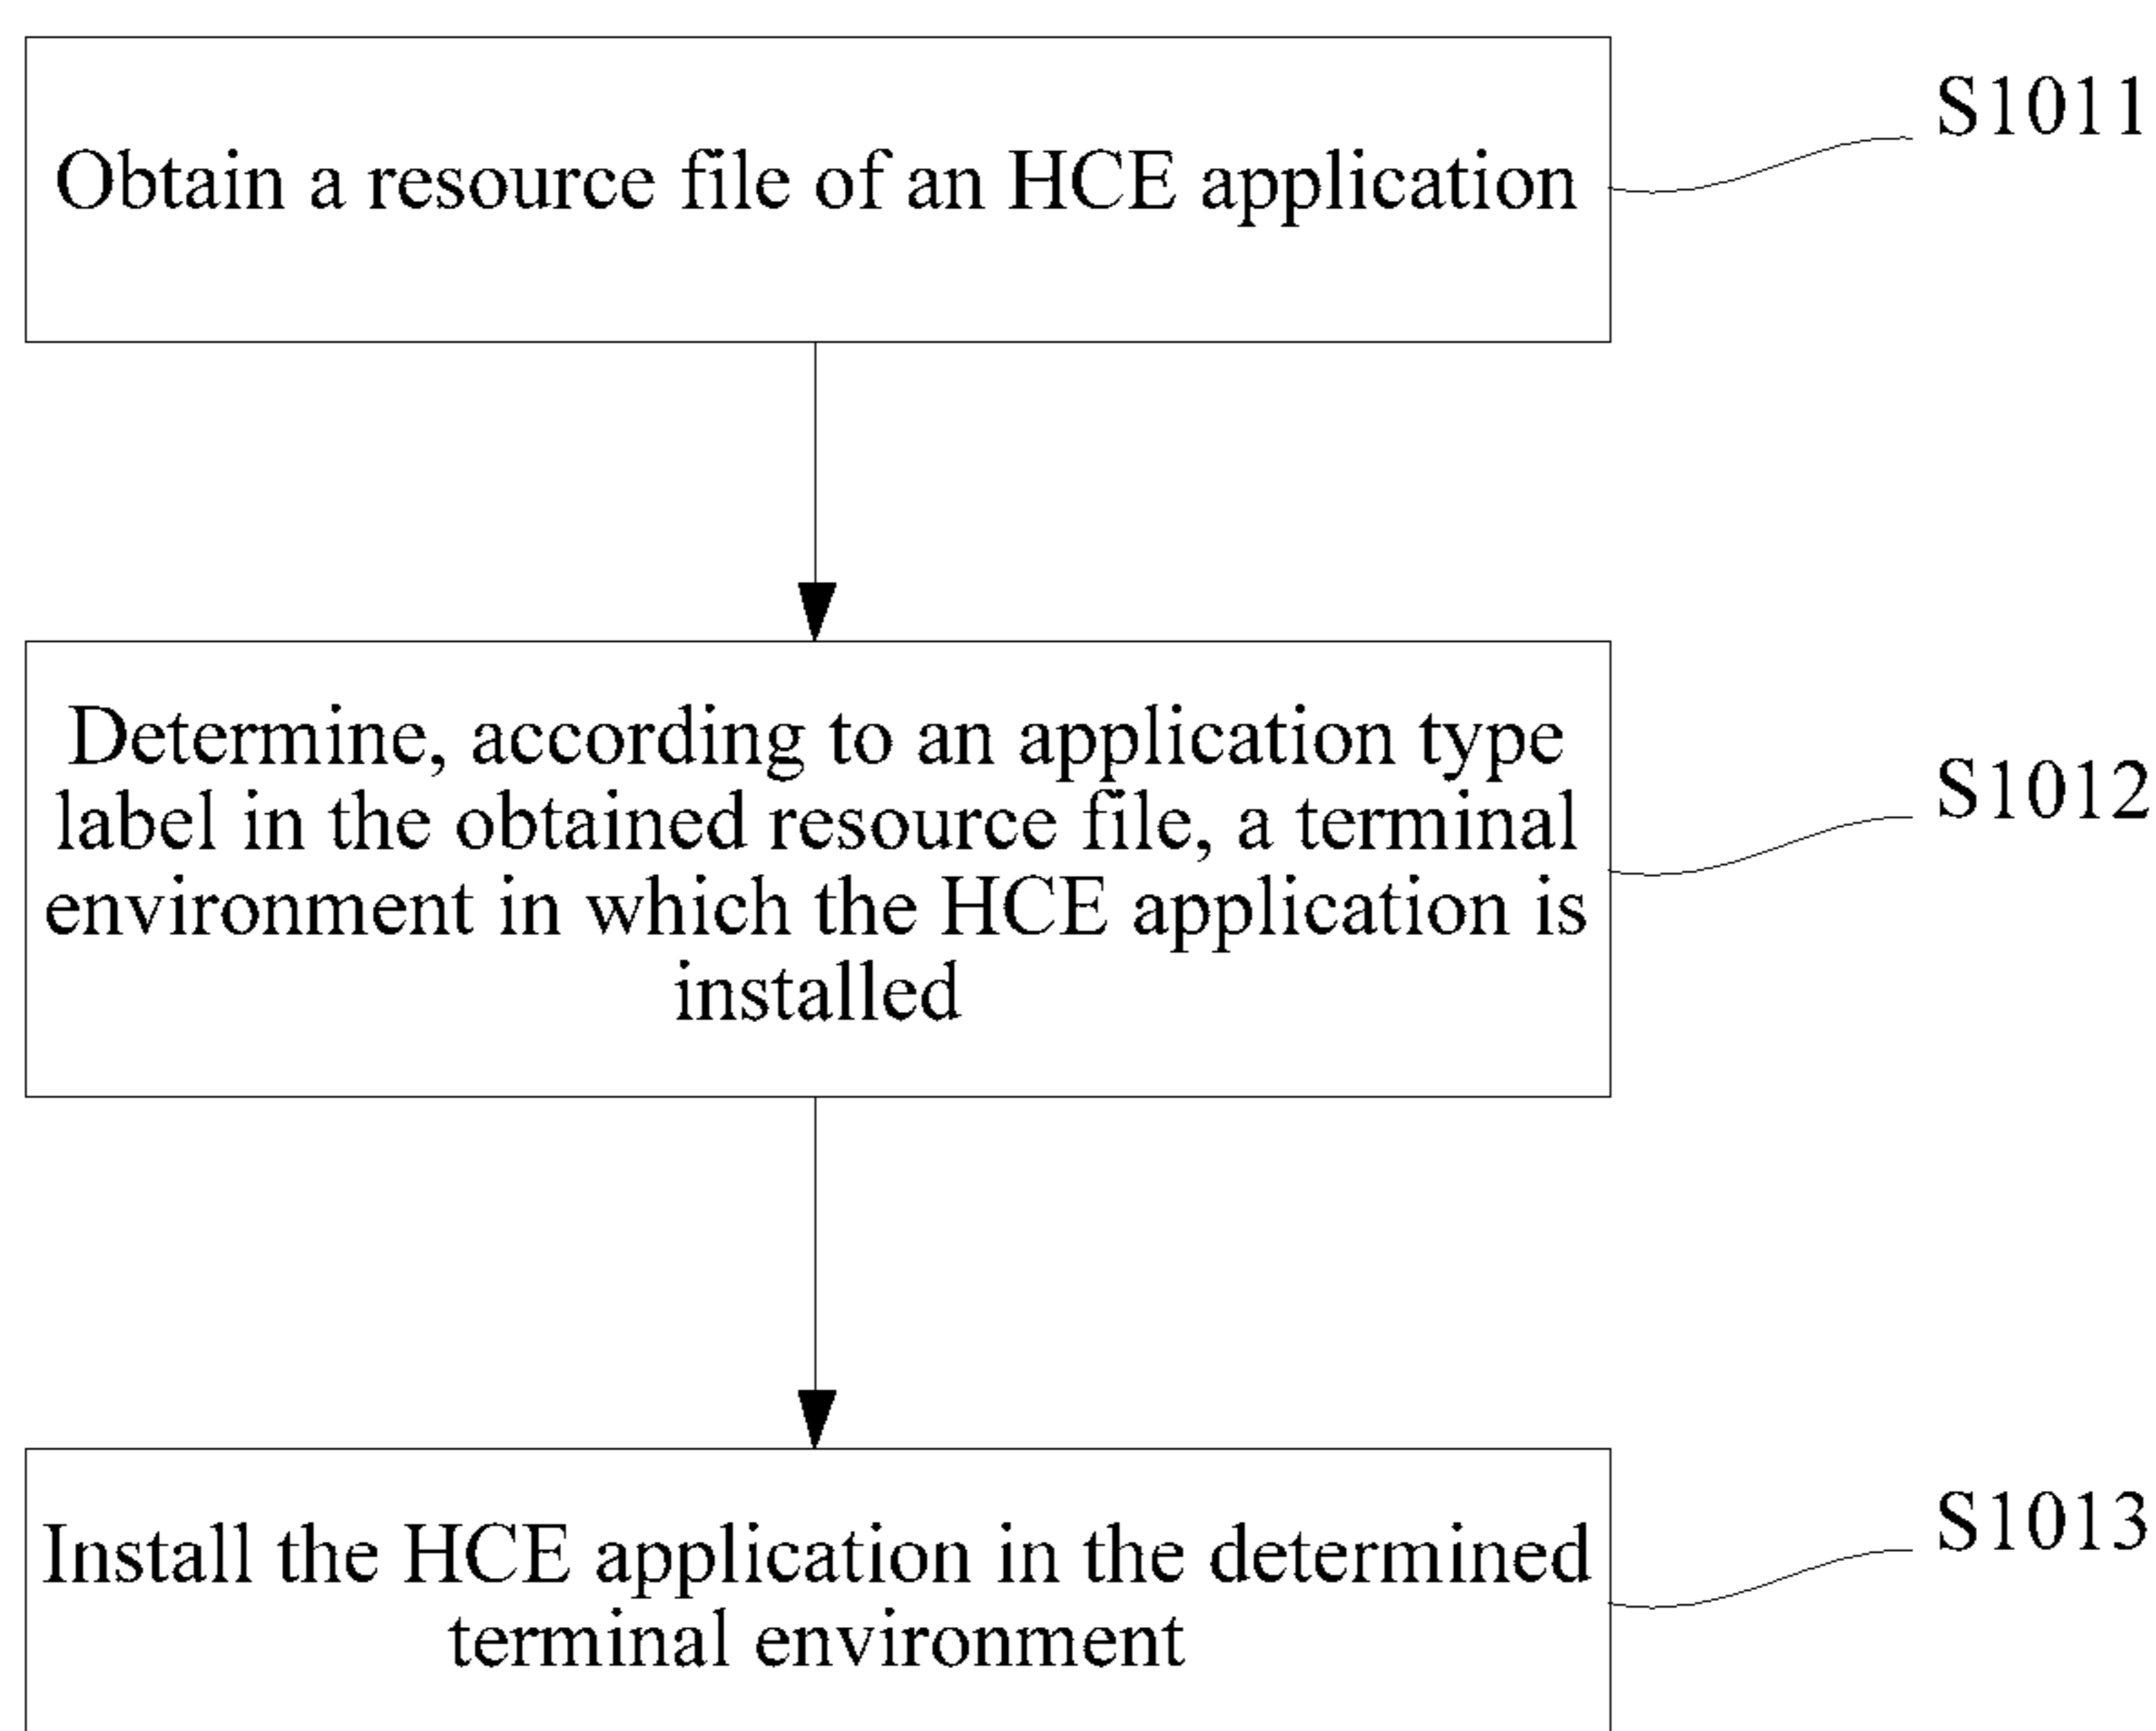 Obtain a resource file of an HCE application
S1011
Determine, according to an application type
label in the obtained resource file, a terminal
environment in which the HCE application is
installed
S1012
Install the HCE application in the determined
terminal environment
S1013